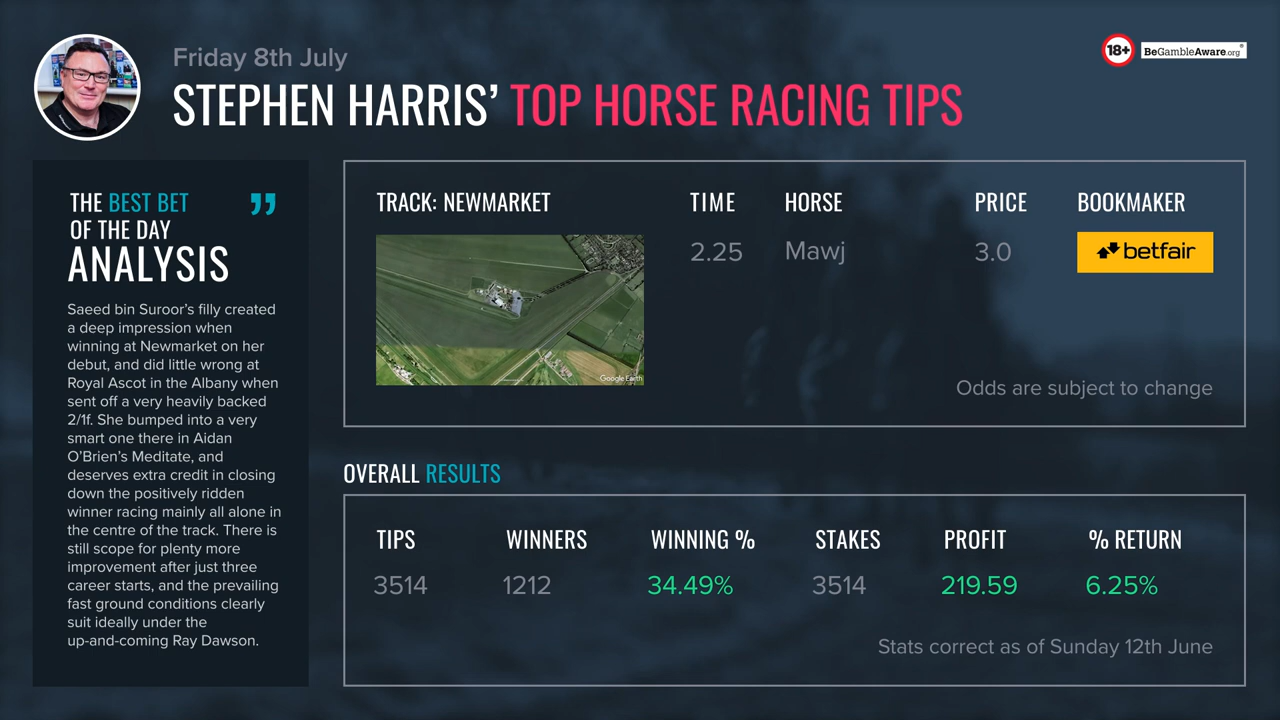 Friday 8th July
STEPHEN HARRIS’ TOP HORSE RACING TIPS
18+
BeGambleAware.org®
THE BEST BET
OF THE DAY
ANALYSIS
”
Saeed bin Suroor’s filly created
a deep impression when
winning at Newmarket on her
debut, and did little wrong at
Royal Ascot in the Albany when
sent off a very heavily backed
2/1f. She bumped into a very
smart one there in Aidan
O’Brien’s Meditate, and
deserves extra credit in closing
down the positively ridden
winner racing mainly all alone in
the centre of the track. There is
still scope for plenty more
improvement after just three
career starts, and the prevailing
fast ground conditions clearly
suit ideally under the
up-and-coming Ray Dawson.
TRACK: NEWMARKET TIME HORSE PRICE BOOKMAKER
2.25 Mawj 3.0 betfair
Google Earth
Odds are subject to change
OVERALL RESULTS
TIPS WINNERS WINNING % STAKES PROFIT % RETURN
3514 1212 34.49% 3514 219.59 6.25%
Stats correct as of Sunday 12th June